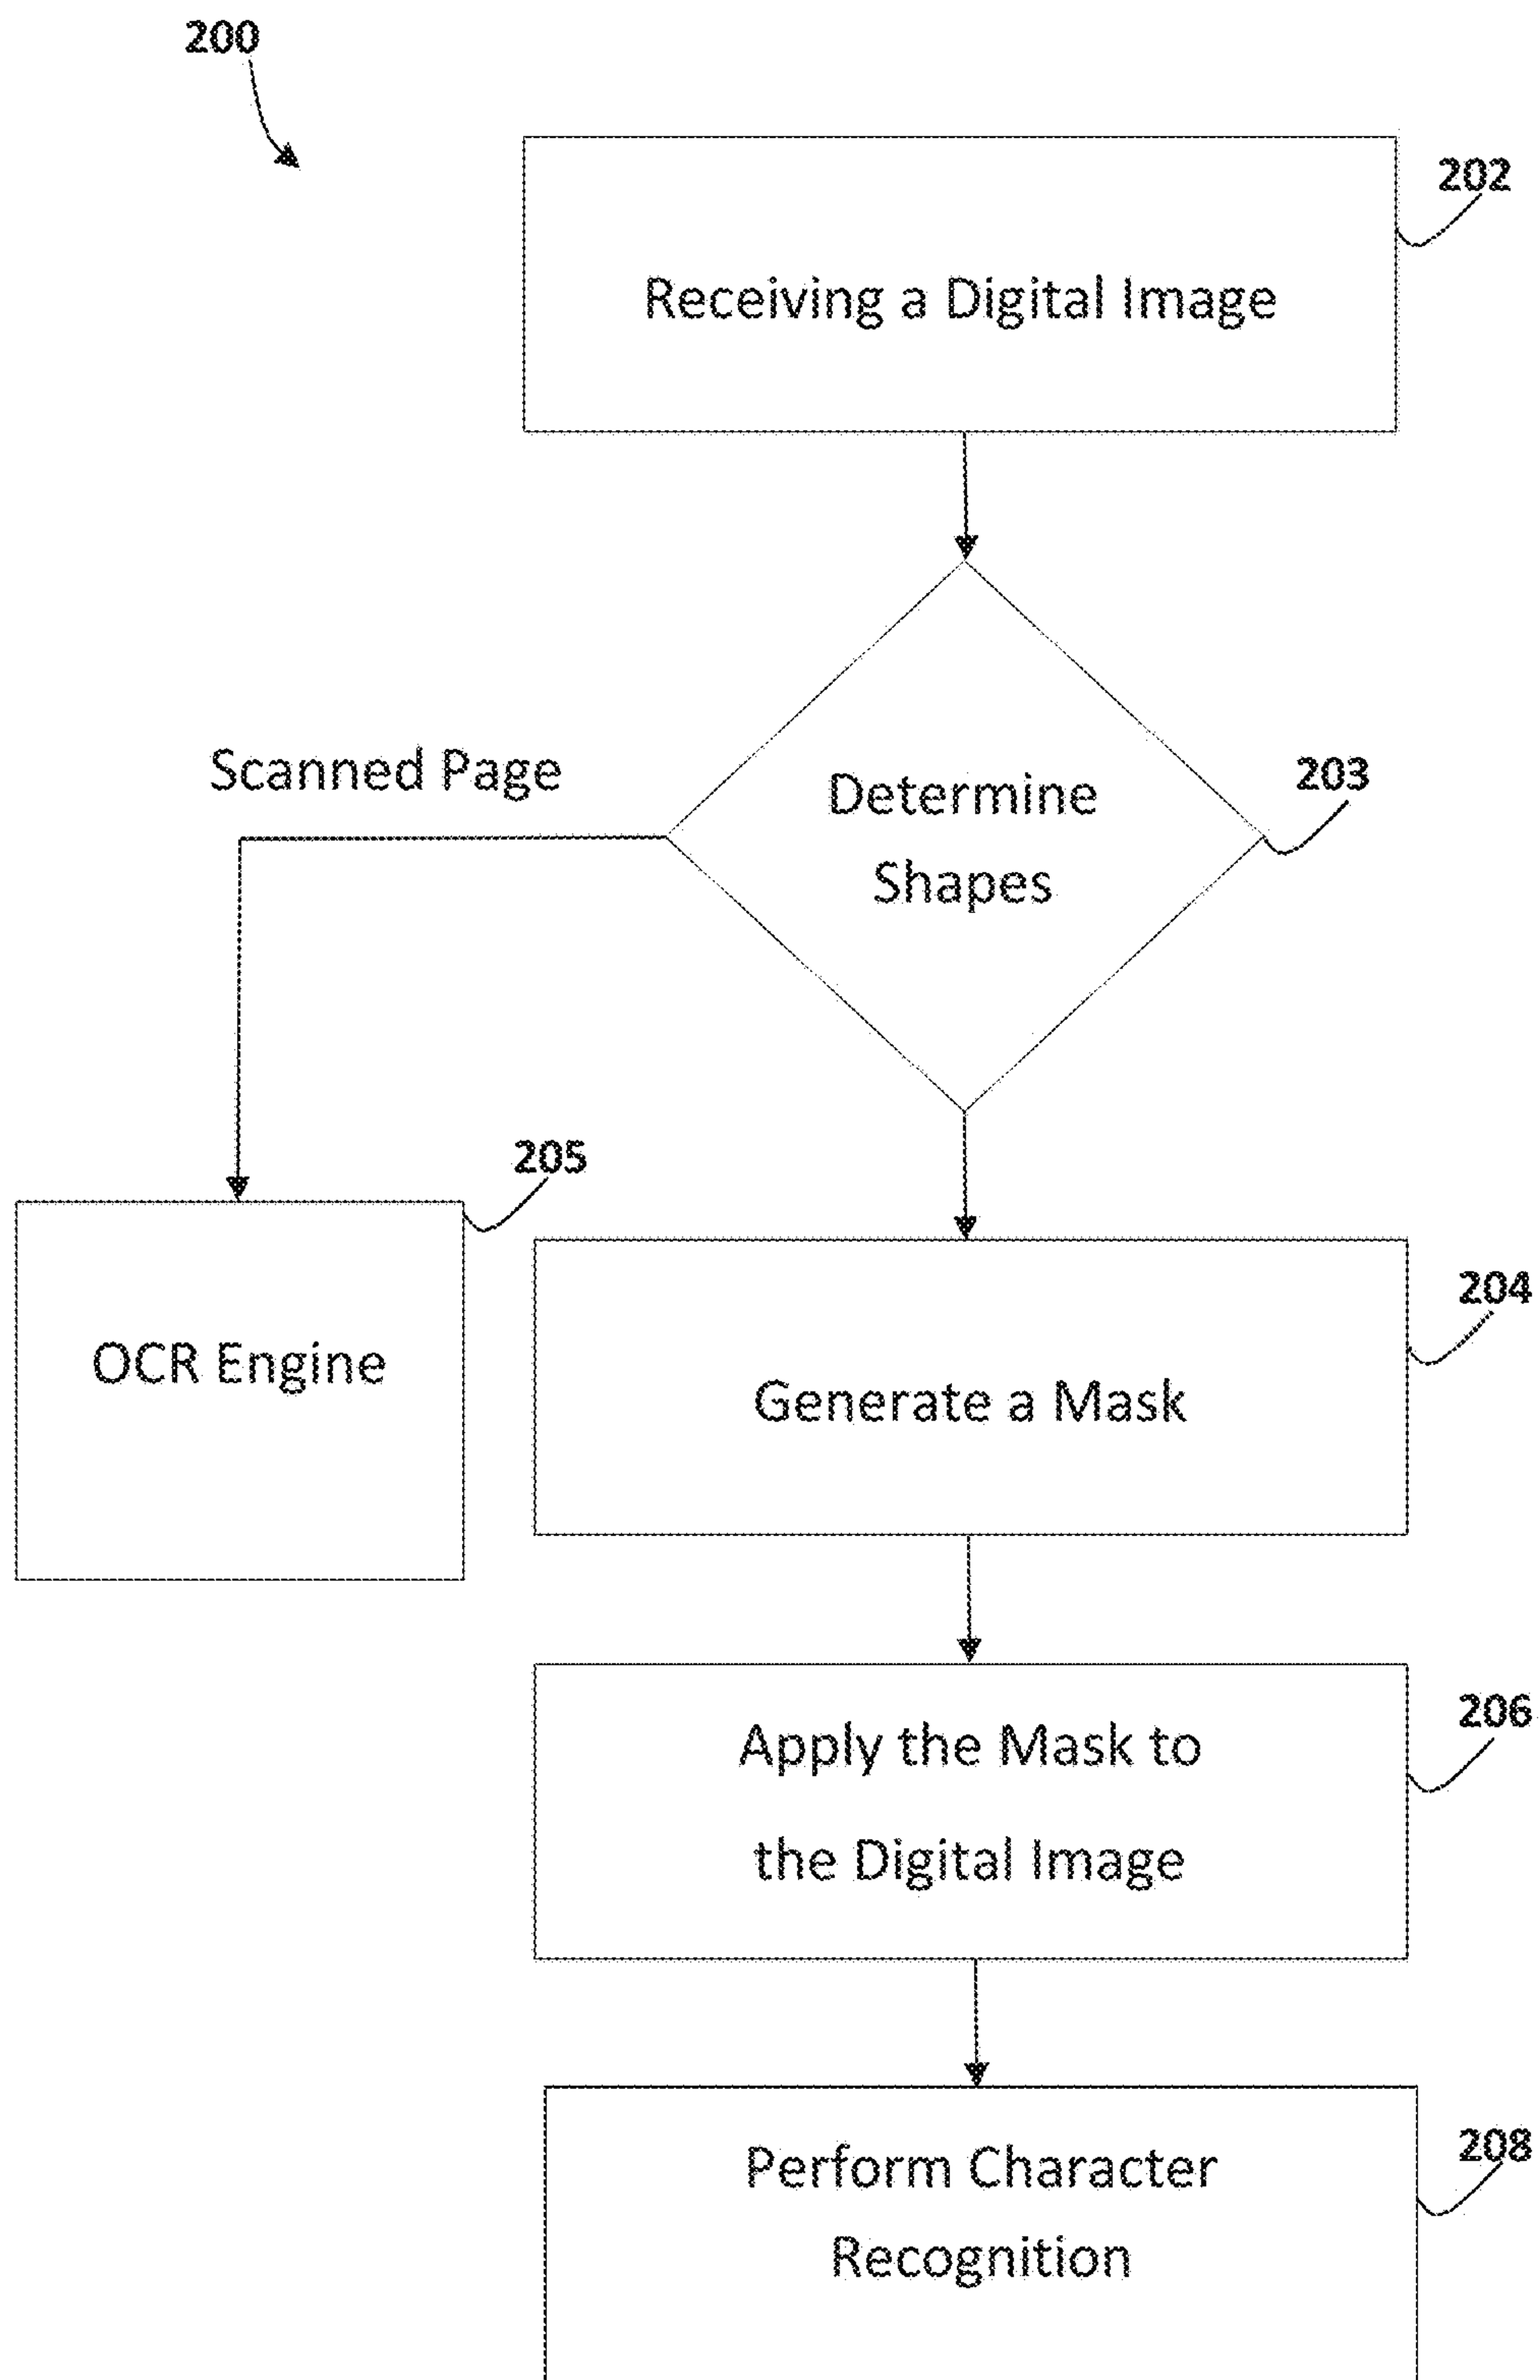 200
202
Receiving a Digital Image
Scanned Page
Determine
Shapes
203
205
OCR Engine
204
Generate a Mask
206
Apply the Mask to
the Digital Image
208
Perform Character
Recognition